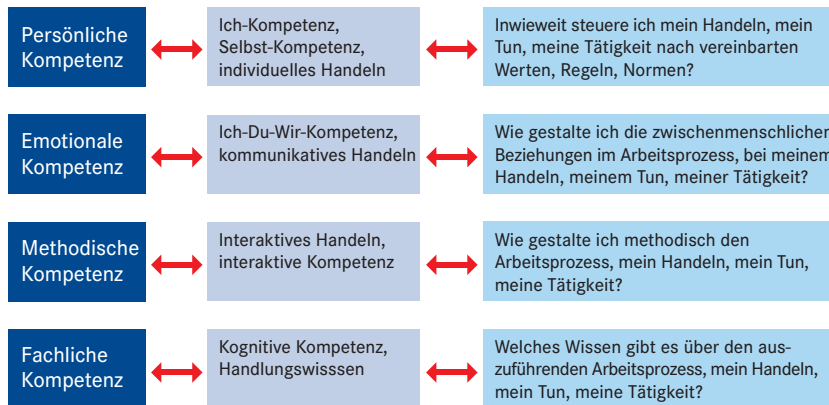 Persönliche
Kompetenz
Ich-Kompetenz,
Selbst-Kompetenz,
individuelles Handeln
Inwieweit steuere ich mein Handeln, mein
Tun, meine Tätigkeit nach vereinbarten
Werten, Regeln, Normen?
Emotionale
Kompetenz
Ich-Du-Wir-Kompetenz,
kommunikatives Handeln
Wie gestalte ich die zwischenmenschlichen
Beziehungen im Arbeitsprozess, bei meinem
Handeln, meinem Tun, meiner Tätigkeit?
Methodische
Kompetenz
Interaktives Handeln,
interaktive Kompetenz
Wie gestalte ich methodisch den
Arbeitsprozess, mein Handeln, mein Tun,
meine Tätigkeit?
Fachliche
Kompetenz
Kognitive Kompetenz,
Handlungswisssen
Welches Wissen gibt es über den aus-
zuführenden Arbeitsprozess, mein Handeln,
mein Tun, meine Tätigkeit?